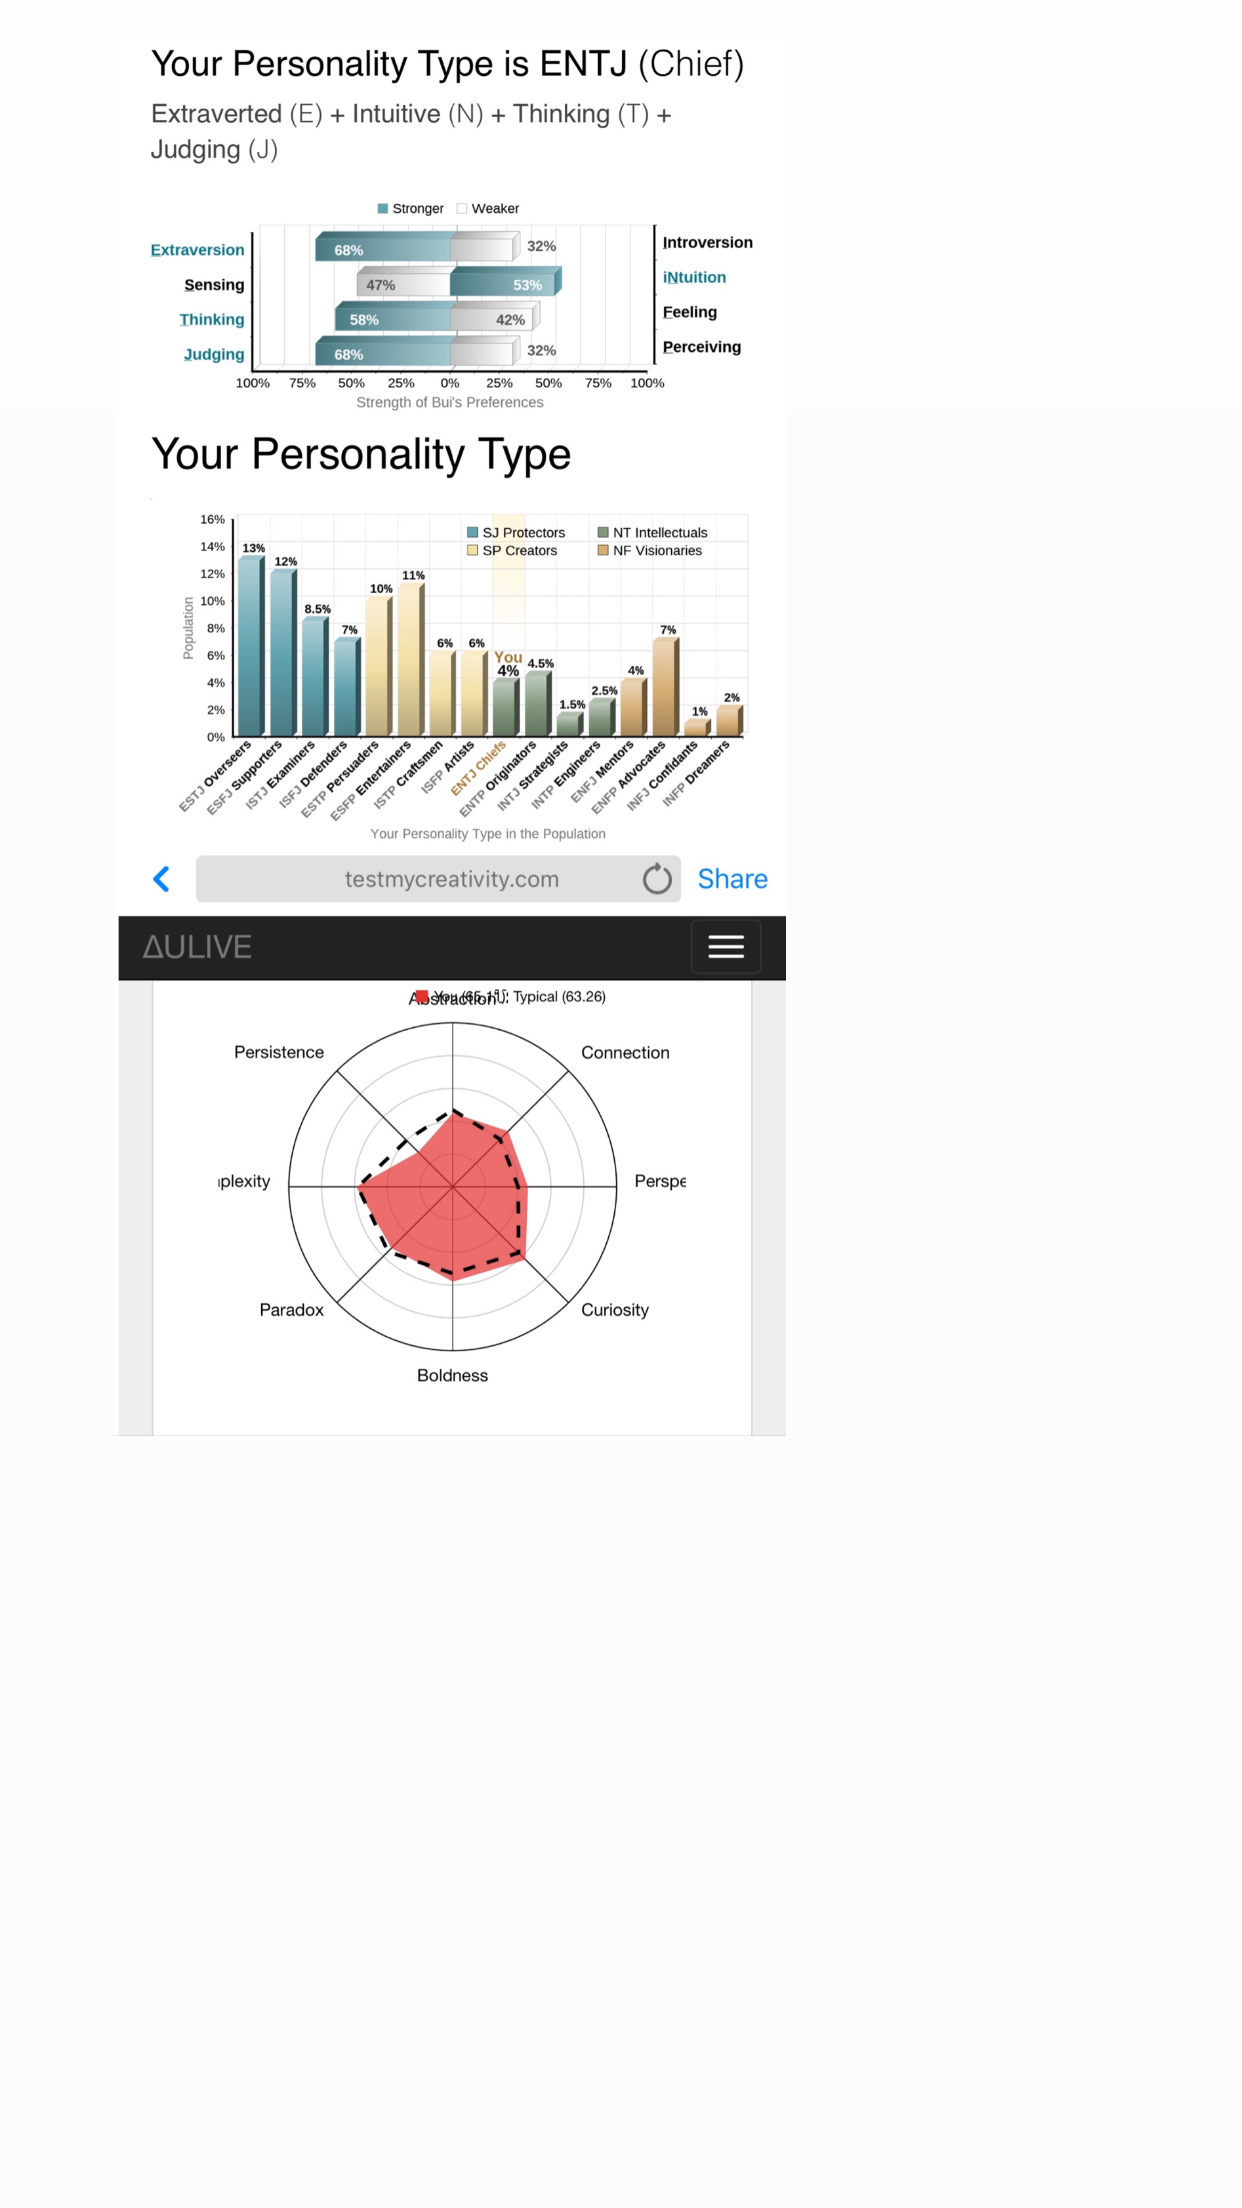 Your Personality Type is ENTJ (Chief)
Extraverted (E) + Intuitive (N) + Thinking (T) +
Judging (J)
Stronger Weaker
Extraversion 68% 32% Introversion
Sensing 47% 53% iNtuition
Thinking 58% 42% Feeling
Judging 68% 32% Perceiving
100% 75% 50% 25% 0% 25% 50% 75% 100%
Strength of Bui's Preferences
Your Personality Type
SJ Protectors NT Intellectuals
SP Creators NF Visionaries
Population
16%
14%
12%
10%
8%
6%
4%
2%
0%
13% 12% 8.5% 7% 10% 11% 6% 6% You 4% 4.5% 1.5% 2.5% 4% 7% 1% 2%
ESTJ Overseers
ESFJ Supporters
ISTJ Examiners
ISFJ Defenders
ESTP Persuaders
ESFP Entertainers
ISTP Craftsmen
ISFP Artists
ENTJ Chiefs
ENTP Originators
INTJ Strategists
INTP Engineers
ENFJ Mentors
ENFP Advocates
INFJ Confidants
INFP Dreamers
Your Personality Type in the Population
testmycreativity.com Share
ΔULIVE
Abstraction You Typical (63.26)
Persistence Connection
plexity Perspe
Paradox Curiosity
Boldness